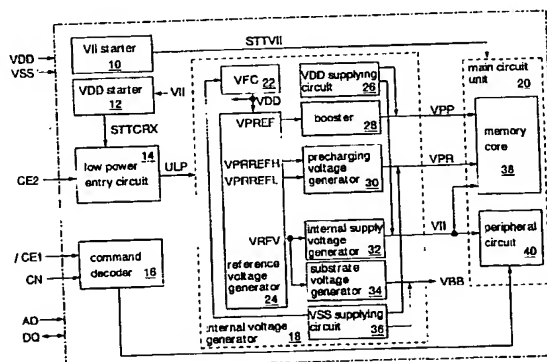 VDD
VSS
VII starter
10
STTVII
VDD starter
12
VII
STTCRX
CE2
low power
entry circuit
14
ULP
/CE1
CN
command
decoder
16
AD
DQ
VFC 22
VDD
VPREF
VPRREFH
VPRREFL
VRFV
reference
voltage
generator
24
VDD supplying
circuit 26
booster
28
precharging
voltage
generator 30
internal supply
voltage
generator 32
substrate
voltage
generator 34
VSS supplying
circuit 36
internal voltage
generator
18
VPP
VPR
VII
VBB
main circuit
unit 20
memory
core
38
peripheral
circuit
40